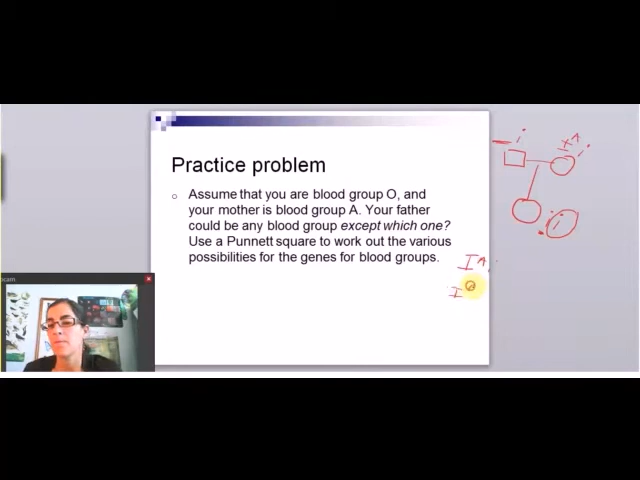 Practice problem
Assume that you are blood group O, and
your mother is blood group A. Your father
could be any blood group except which one?
Use a Punnett square to work out the various
possibilities for the genes for blood groups.
– i
I^A i
i i
I^A i